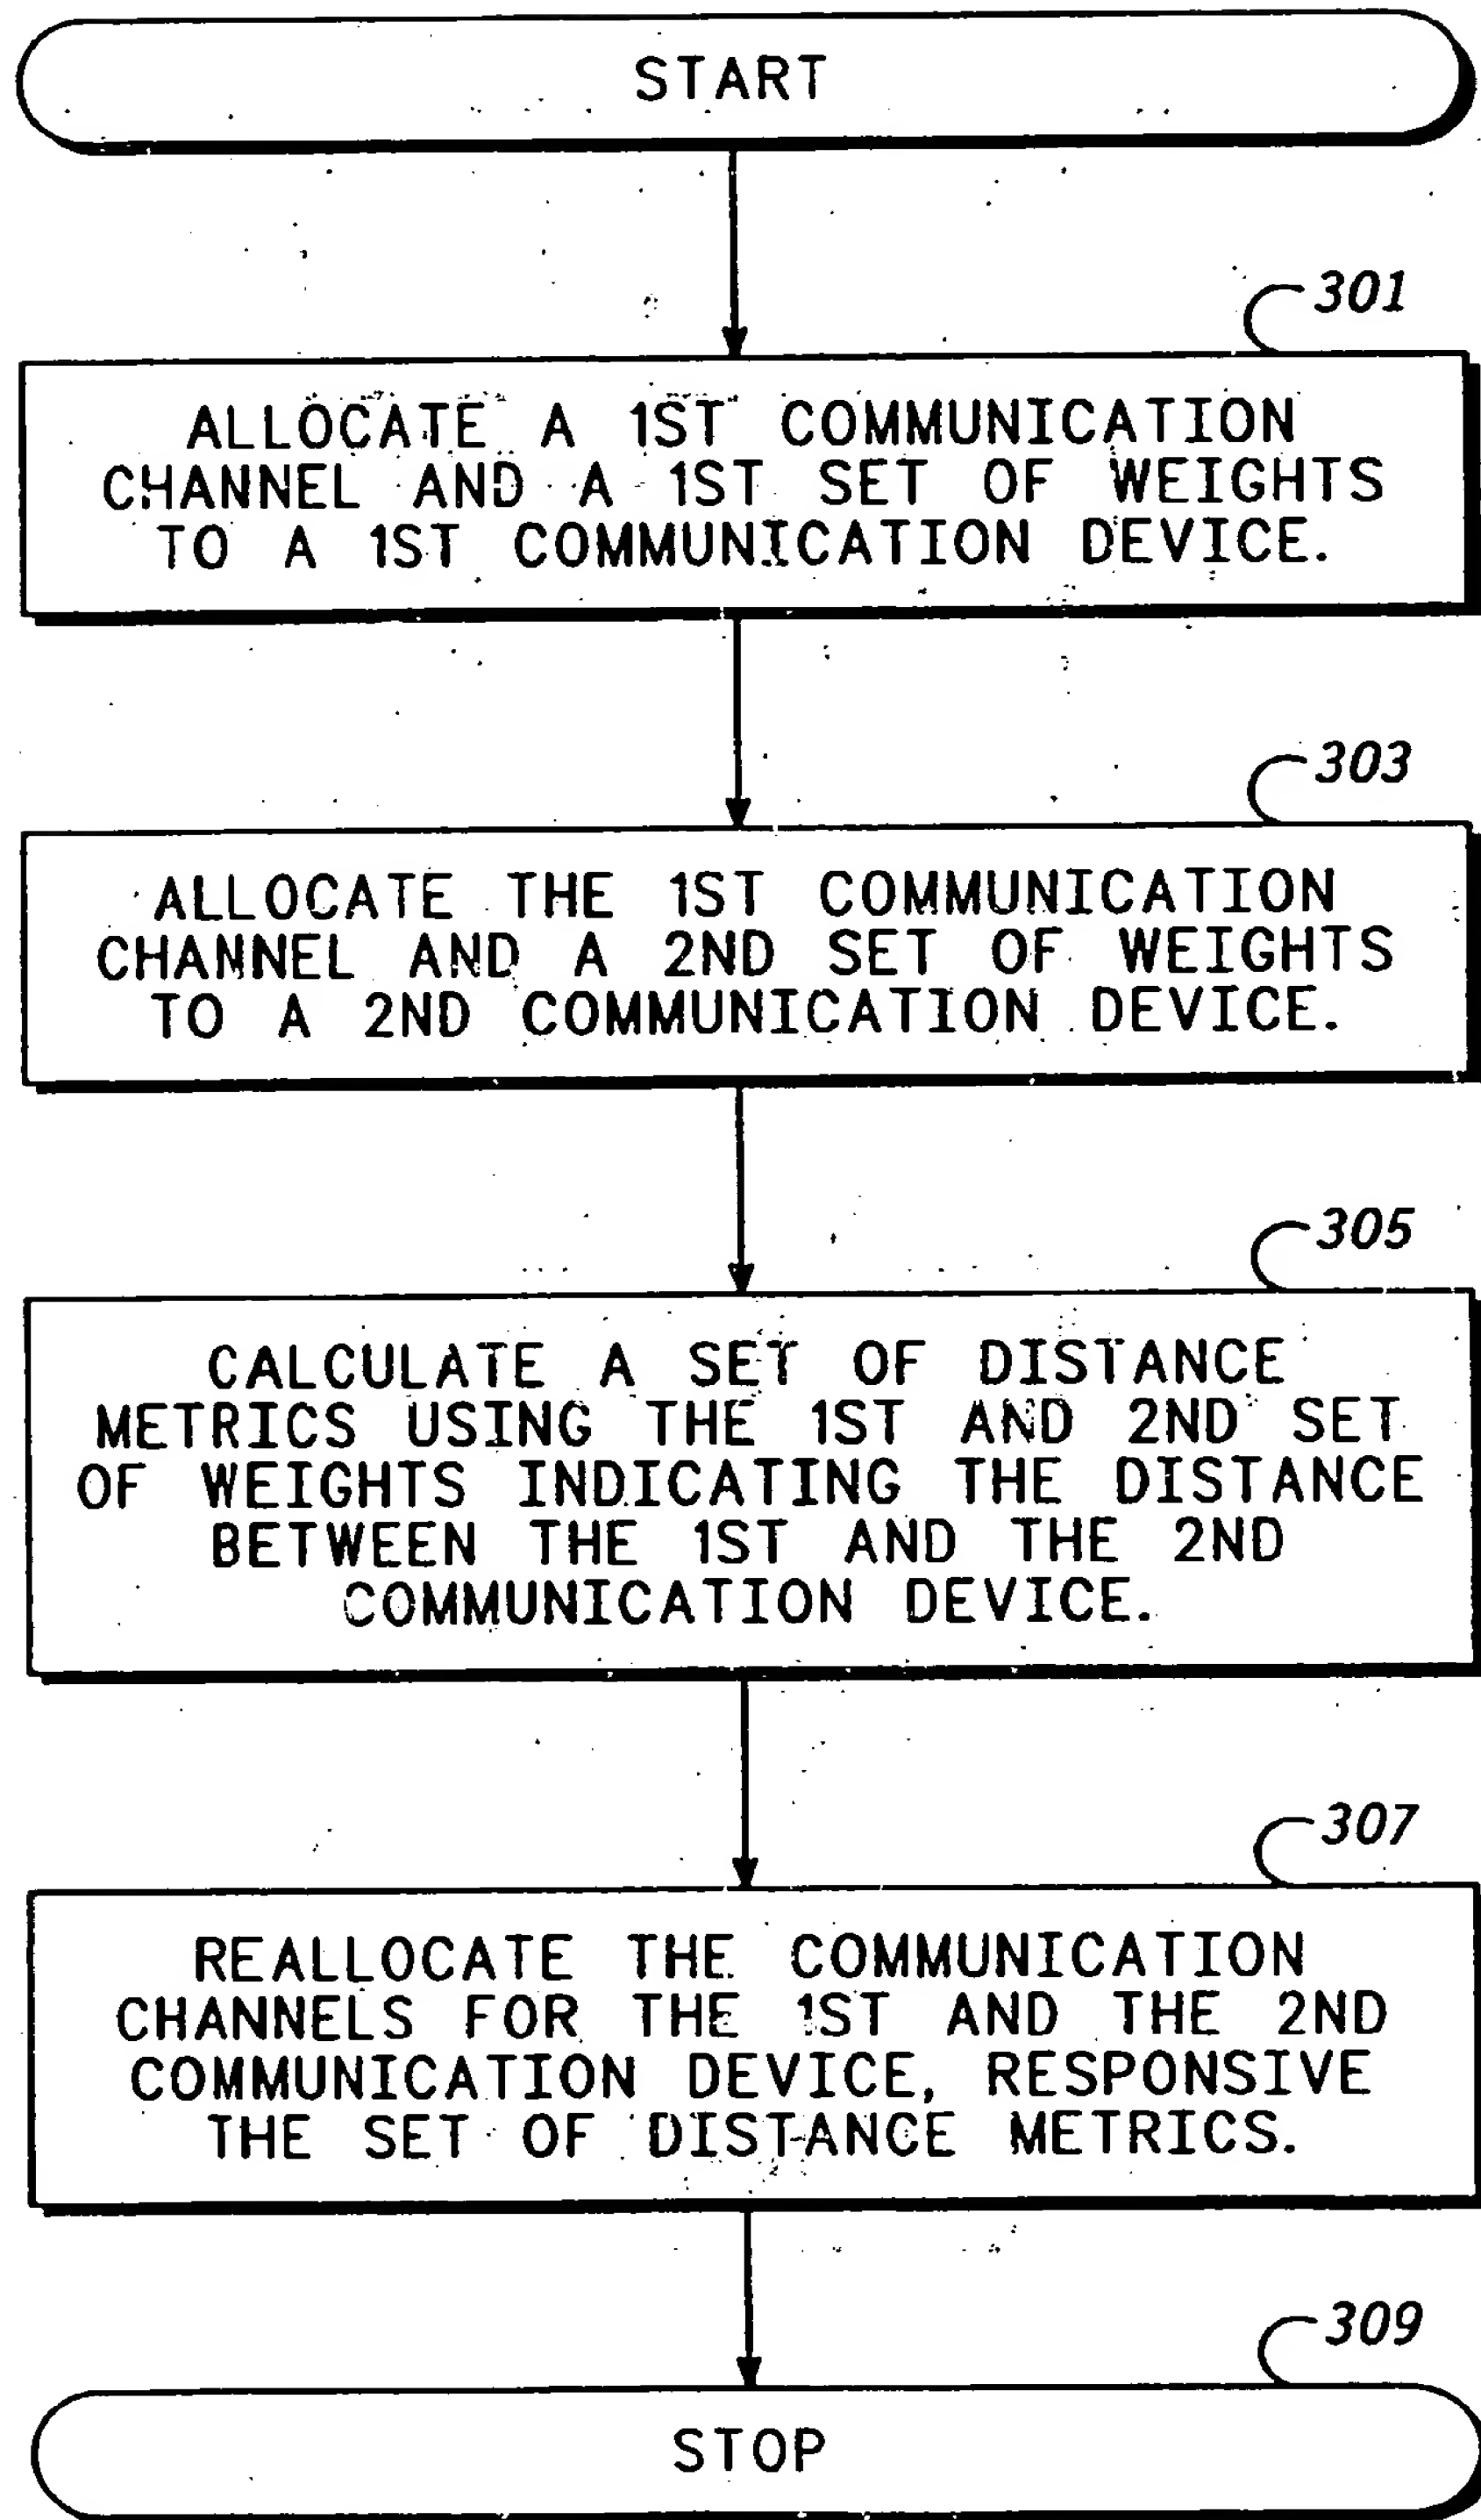 START
301
ALLOCATE A 1ST COMMUNICATION
CHANNEL AND A 1ST SET OF WEIGHTS
TO A 1ST COMMUNICATION DEVICE.
303
ALLOCATE THE 1ST COMMUNICATION
CHANNEL AND A 2ND SET OF WEIGHTS
TO A 2ND COMMUNICATION DEVICE.
305
CALCULATE A SET OF DISTANCE
METRICS USING THE 1ST AND 2ND SET
OF WEIGHTS INDICATING THE DISTANCE
BETWEEN THE 1ST AND THE 2ND
COMMUNICATION DEVICE.
307
REALLOCATE THE COMMUNICATION
CHANNELS FOR THE 1ST AND THE 2ND
COMMUNICATION DEVICE, RESPONSIVE
THE SET OF DISTANCE METRICS.
309
STOP